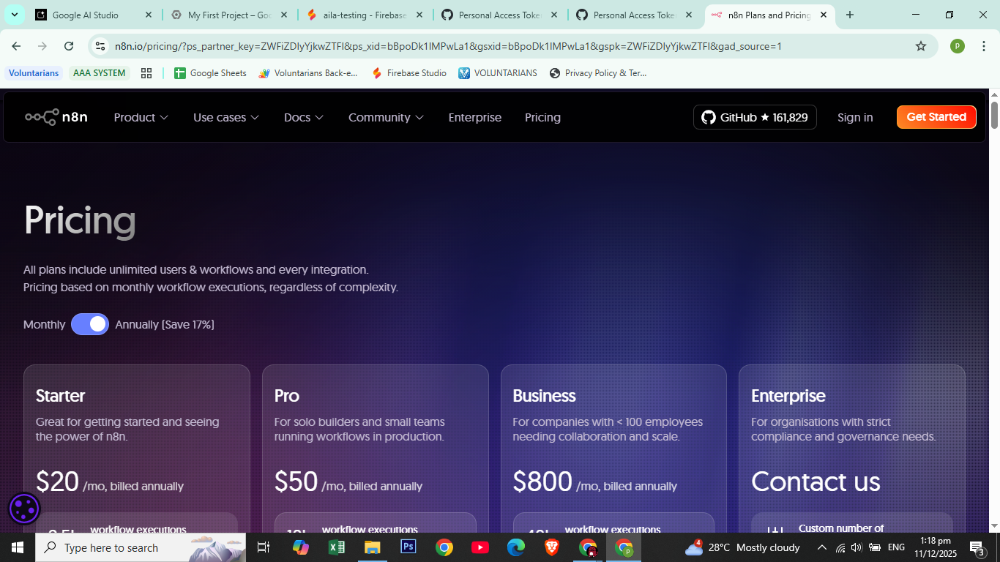 Google AI Studio
My First Project – Goo
aila-testing - Firebase
Personal Access Token
Personal Access Token
n8n Plans and Pricing
n8n.io/pricing/?ps_partner_key=ZWFiZDIyYjkwZTFl&ps_xid=bBpoDk1IMPwLa1&gsxid=bBpoDk1IMPwLa1&gspk=ZWFiZDIyYjkwZTFl&gad_source=1
p
Voluntarians
AAA SYSTEM
Google Sheets
Voluntarians Back-e...
Firebase Studio
VOLUNTARIANS
Privacy Policy & Ter...
n8n
Product
Use cases
Docs
Community
Enterprise
Pricing
GitHub ★ 161,829
Sign in
Get Started
Pricing
All plans include unlimited users & workflows and every integration.
Pricing based on monthly workflow executions, regardless of complexity.
Monthly
Annually (Save 17%)
Starter
Great for getting started and seeing
the power of n8n.
$20 /mo, billed annually
workflow executions
Pro
For solo builders and small teams
running workflows in production.
$50 /mo, billed annually
workflow executions
Business
For companies with < 100 employees
needing collaboration and scale.
$800 /mo, billed annually
workflow executions
Enterprise
For organisations with strict
compliance and governance needs.
Contact us
Custom number of
Type here to search
Ps
p
4
28°C Mostly cloudy
ENG
1:18 pm
11/12/2025
3